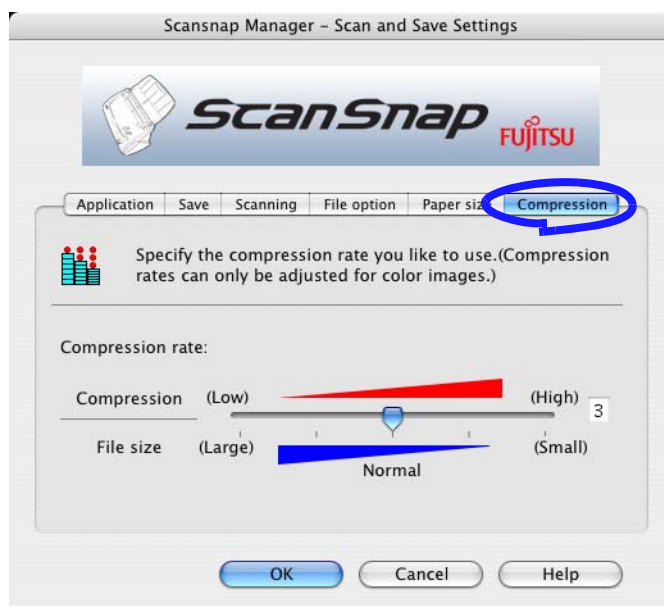 Scansnap Manager – Scan and Save Settings
ScanSnap FUJITSU
Application Save Scanning File option Paper siz Compression
Specify the compression rate you like to use.(Compression
rates can only be adjusted for color images.)
Compression rate:
Compression (Low) (High) 3
File size (Large) (Small)
Normal
OK Cancel Help